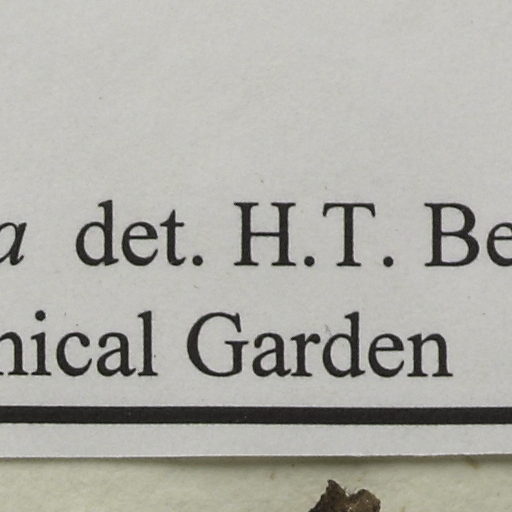 a det. H.T. Be
nical Garden